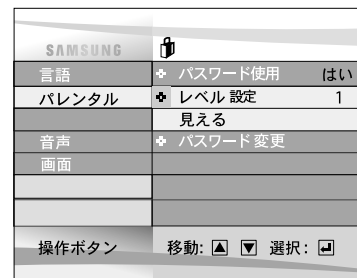 SAMSUNG
言語 パスワード使用 はい
パレンタル レベル 設定 1
見える
音声 パスワード 変更
画面
操作ボタン 移動: ▲ ▼ 選択: